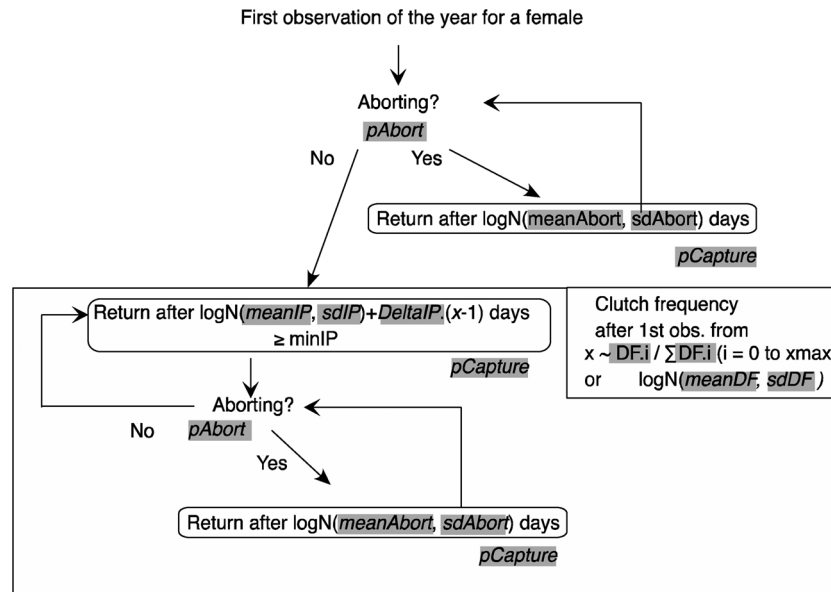 First observation of the year for a female
Aborting?
pAbort
No
Yes
Return after logN(meanAbort, sdAbort) days
pCapture
Return after logN(meanIP, sdIP)+DeltaIP.(x-1) days
≥ minIP
pCapture
Clutch frequency
after 1st obs. from
x ~ DF.i / ∑DF.i (i = 0 to xmax
or logN(meanDF, sdDF )
Aborting?
No
pAbort
Yes
Return after logN(meanAbort, sdAbort) days
pCapture